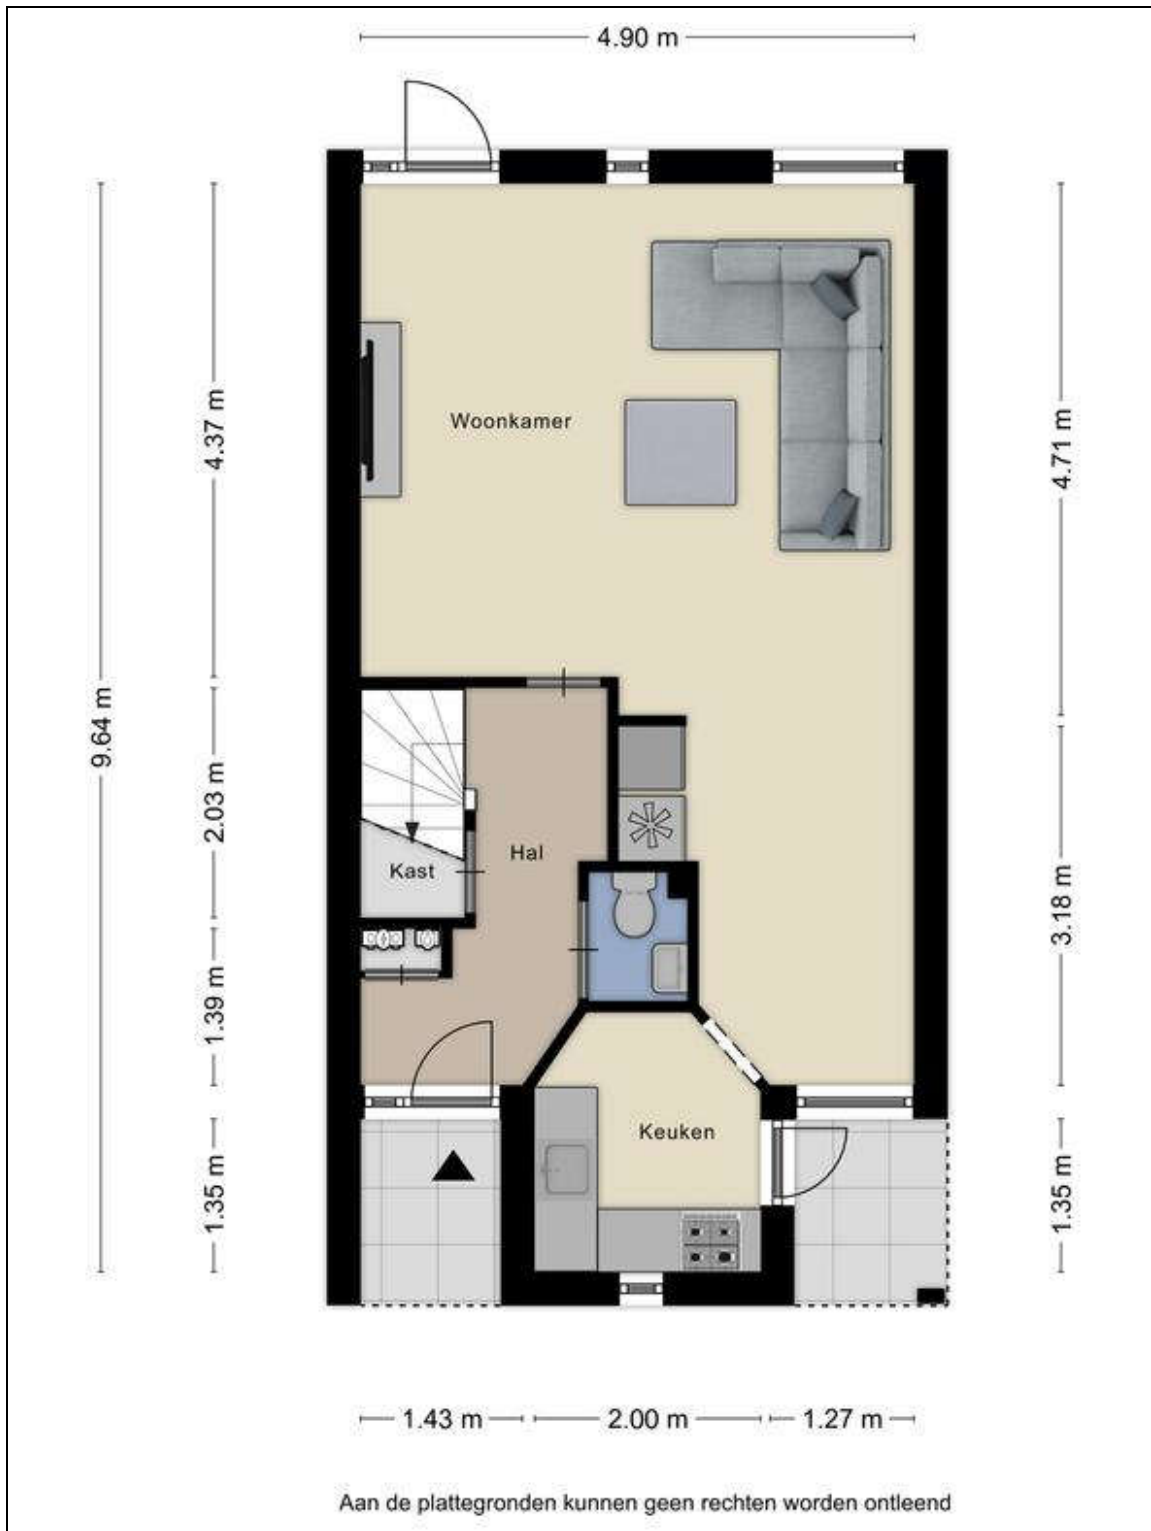 4.90 m
Woonkamer
4.37 m
4.71 m
9.64 m
2.03 m
Hal
Kast
3.18 m
1.39 m
Keuken
1.35 m
1.35 m
1.43 m
2.00 m
1.27 m
Aan de plattegronden kunnen geen rechten worden ontleend